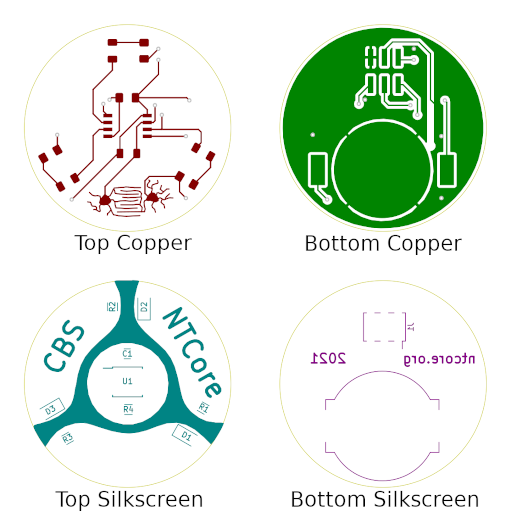 Top Copper
Bottom Copper
R2
D2
CBS
NTCore
C1
U1
R4
D3
R3
R1
D1
Top Silkscreen
J1
2021
ntcore.org
Bottom Silkscreen